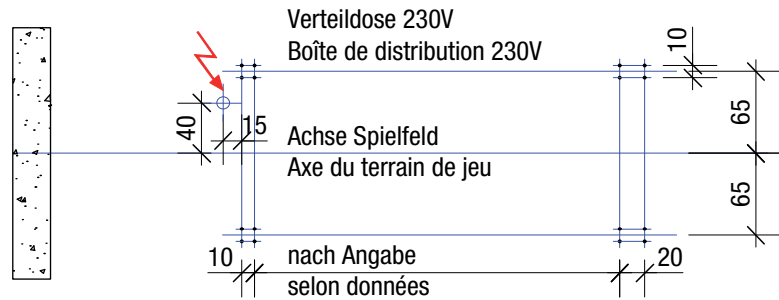 Verteildose 230V
Boîte de distribution 230V
10
40
15
Achse Spielfeld
Axe du terrain de jeu
65
65
10
nach Angabe
selon données
20